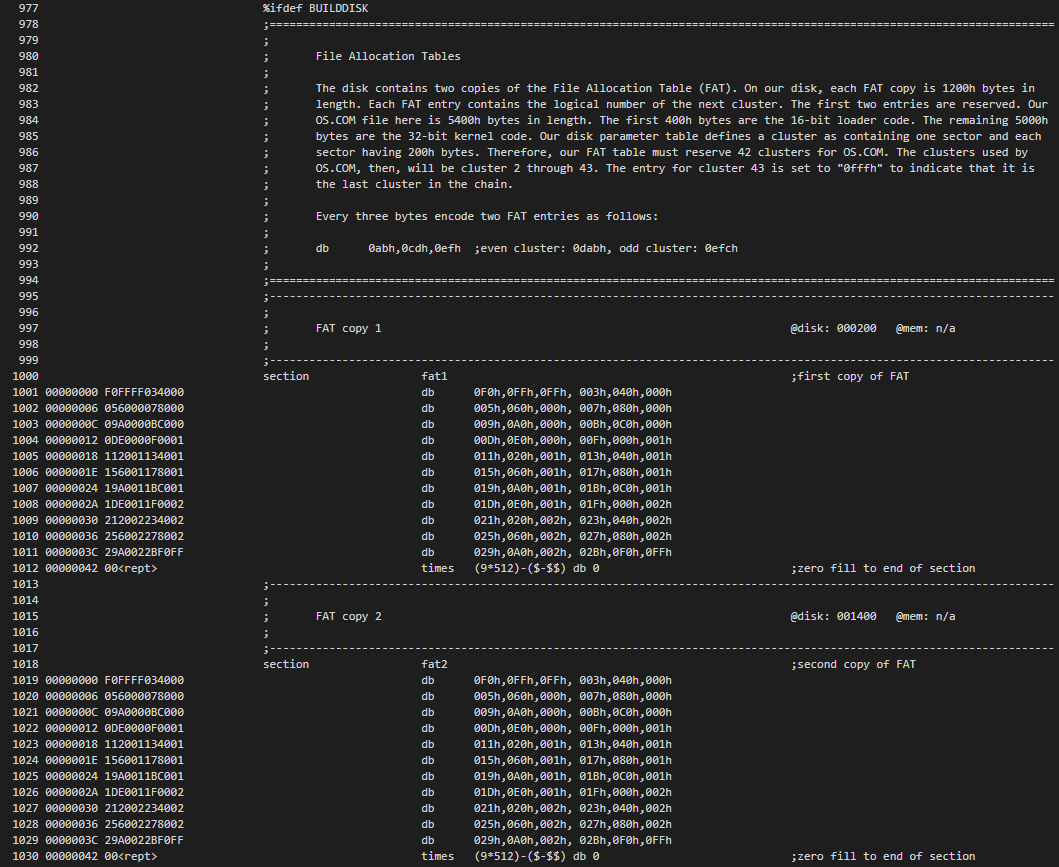 977 %ifdef BUILDDISK
978 ;=======================================================================================================================
979 ;
980 ; File Allocation Tables
981 ;
982 ; The disk contains two copies of the File Allocation Table (FAT). On our disk, each FAT copy is 1200h bytes in
983 ; length. Each FAT entry contains the logical number of the next cluster. The first two entries are reserved. Our
984 ; OS.COM file here is 5400h bytes in length. The first 400h bytes are the 16-bit loader code. The remaining 5000h
985 ; bytes are the 32-bit kernel code. Our disk parameter table defines a cluster as containing one sector and each
986 ; sector having 200h bytes. Therefore, our FAT table must reserve 42 clusters for OS.COM. The clusters used by
987 ; OS.COM, then, will be cluster 2 through 43. The entry for cluster 43 is set to "0fffh" to indicate that it is
988 ; the last cluster in the chain.
989 ;
990 ; Every three bytes encode two FAT entries as follows:
991 ;
992 ; db 0abh,0cdh,0efh ;even cluster: 0dabh, odd cluster: 0efch
993 ;
994 ;=======================================================================================================================
995 ;-----------------------------------------------------------------------------------------------------------------------
996 ;
997 ; FAT copy 1 @disk: 000200 @mem: n/a
998 ;
999 ;-----------------------------------------------------------------------------------------------------------------------
1000 section fat1 ;first copy of FAT
1001 00000000 F0FFFF034000 db 0F0h,0FFh,0FFh, 003h,040h,000h
1002 00000006 056000078000 db 005h,060h,000h, 007h,080h,000h
1003 0000000C 09A0000BC000 db 009h,0A0h,000h, 00Bh,0C0h,000h
1004 00000012 0DE0000F0001 db 00Dh,0E0h,000h, 00Fh,000h,001h
1005 00000018 112001134001 db 011h,020h,001h, 013h,040h,001h
1006 0000001E 156001178001 db 015h,060h,001h, 017h,080h,001h
1007 00000024 19A0011BC001 db 019h,0A0h,001h, 01Bh,0C0h,001h
1008 0000002A 1DE0011F0002 db 01Dh,0E0h,001h, 01Fh,000h,002h
1009 00000030 212002234002 db 021h,020h,002h, 023h,040h,002h
1010 00000036 256002278002 db 025h,060h,002h, 027h,080h,002h
1011 0000003C 29A0022BF0FF db 029h,0A0h,002h, 02Bh,0F0h,0FFh
1012 00000042 00<rept> times (9*512)-($-$$) db 0 ;zero fill to end of section
1013 ;-----------------------------------------------------------------------------------------------------------------------
1014 ;
1015 ; FAT copy 2 @disk: 001400 @mem: n/a
1016 ;
1017 ;-----------------------------------------------------------------------------------------------------------------------
1018 section fat2 ;second copy of FAT
1019 00000000 F0FFFF034000 db 0F0h,0FFh,0FFh, 003h,040h,000h
1020 00000006 056000078000 db 005h,060h,000h, 007h,080h,000h
1021 0000000C 09A0000BC000 db 009h,0A0h,000h, 00Bh,0C0h,000h
1022 00000012 0DE0000F0001 db 00Dh,0E0h,000h, 00Fh,000h,001h
1023 00000018 112001134001 db 011h,020h,001h, 013h,040h,001h
1024 0000001E 156001178001 db 015h,060h,001h, 017h,080h,001h
1025 00000024 19A0011BC001 db 019h,0A0h,001h, 01Bh,0C0h,001h
1026 0000002A 1DE0011F0002 db 01Dh,0E0h,001h, 01Fh,000h,002h
1027 00000030 212002234002 db 021h,020h,002h, 023h,040h,002h
1028 00000036 256002278002 db 025h,060h,002h, 027h,080h,002h
1029 0000003C 29A0022BF0FF db 029h,0A0h,002h, 02Bh,0F0h,0FFh
1030 00000042 00<rept> times (9*512)-($-$$) db 0 ;zero fill to end of section